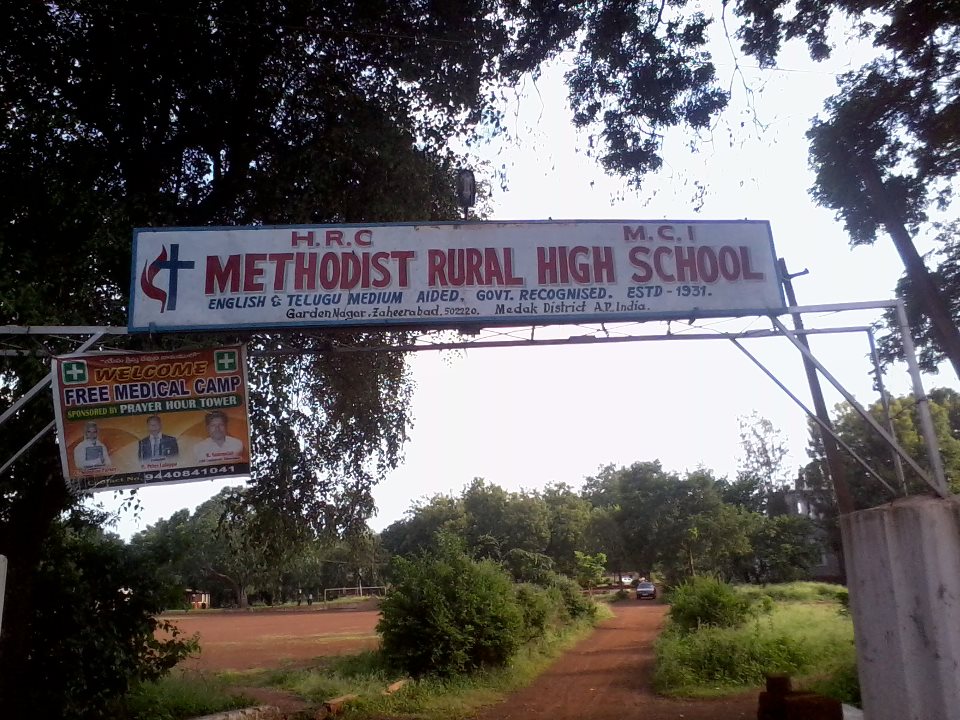 H.R.C M.C.I
METHODIST RURAL HIGH SCHOOL
ENGLISH & TELUGU MEDIUM AIDED. GOVT. RECOGNISED. ESTD - 1931.
Garden Nagar, Zaheerabad, 502220. Medak District A.P. India.
WELCOME
FREE MEDICAL CAMP
SPONSORED BY PRAYER HOUR TOWER
9440841041